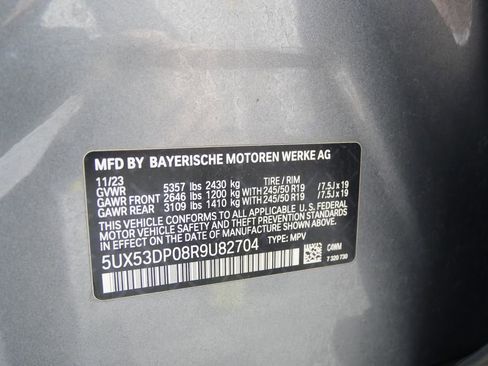 MFD BY BAYERISCHE MOTOREN WERKE AG
11/23 TIRE / RIM
GVWR 5357 lbs 2430 kg
GAWR FRONT 2646 lbs 1200 kg WITH 245/50 R19 /7.5J x 19
GAWR REAR 3109 lbs 1410 kg WITH 245/50 R19 /7.5J x 19
THIS VEHICLE CONFORMS TO ALL APPLICABLE U.S. FEDERAL
MOTOR VEHICLE SAFETY AND THEFT PREVENTION STANDARDS
IN EFFECT ON THE DATE OF MANUFACTURE SHOWN ABOVE.
5UX53DP08R9U82704 TYPE: MPV
C4WM
7 320 730